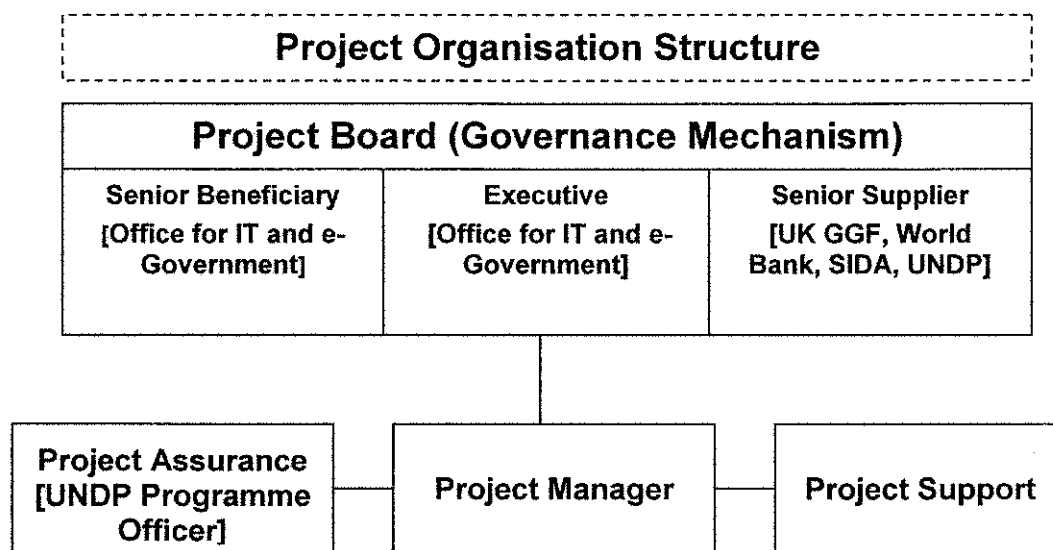 Project Organisation Structure
Project Board (Governance Mechanism)
Senior Beneficiary
[Office for IT and e-
Government]
Executive
[Office for IT and e-
Government]
Senior Supplier
[UK GGF, World
Bank, SIDA, UNDP]
Project Assurance
[UNDP Programme
Officer]
Project Manager
Project Support